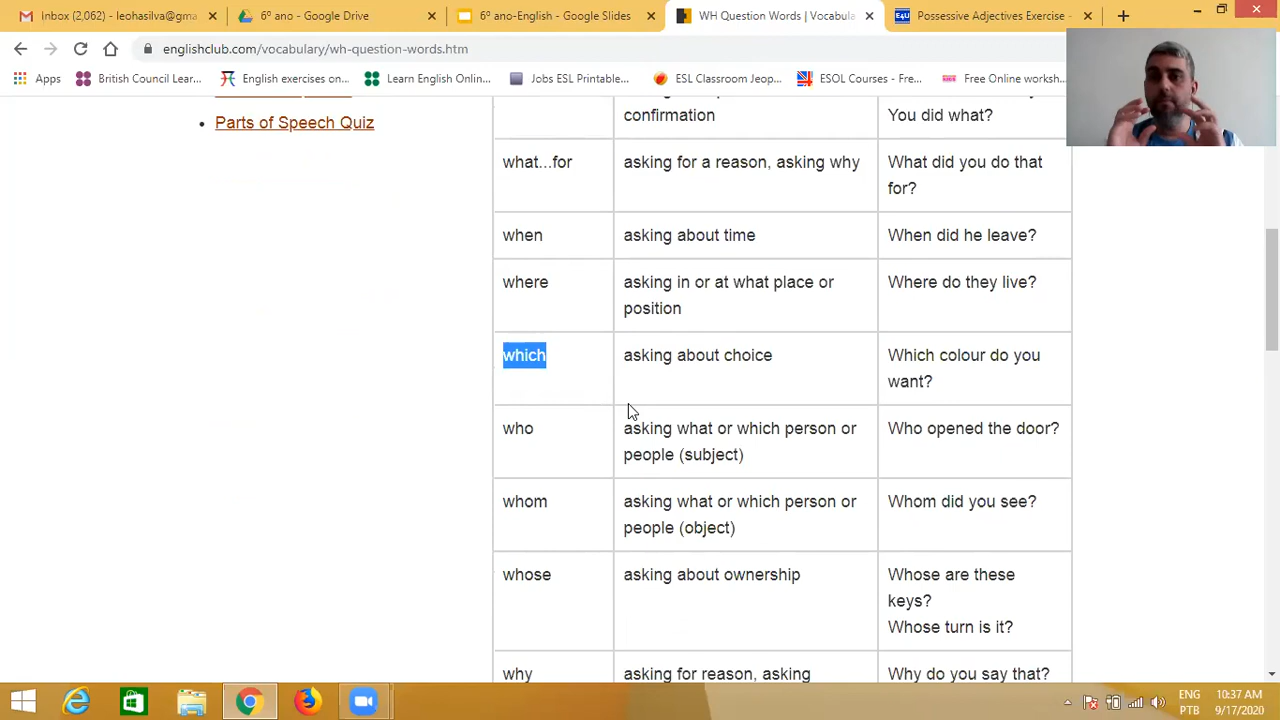 Inbox (2,062) - leohasilva@gma
6º ano - Google Drive
6º ano-English - Google Slides
WH Question Words | Vocabula
E4U
Possessive Adjectives Exercise -
englishclub.com/vocabulary/wh-question-words.htm
Apps
British Council Lear...
English exercises on...
Learn English Onlin...
Jobs ESL Printable...
ESL Classroom Jeop...
ESOL Courses - Fre...
Free Online worksh...
Parts of Speech Quiz
confirmation
You did what?
what...for
asking for a reason, asking why
What did you do that
for?
when
asking about time
When did he leave?
where
asking in or at what place or
position
Where do they live?
which
asking about choice
Which colour do you
want?
who
asking what or which person or
people (subject)
Who opened the door?
whom
asking what or which person or
people (object)
Whom did you see?
whose
asking about ownership
Whose are these
keys?
Whose turn is it?
why
asking for reason, asking
Why do you say that?
ENG
PTB
10:37 AM
9/17/2020